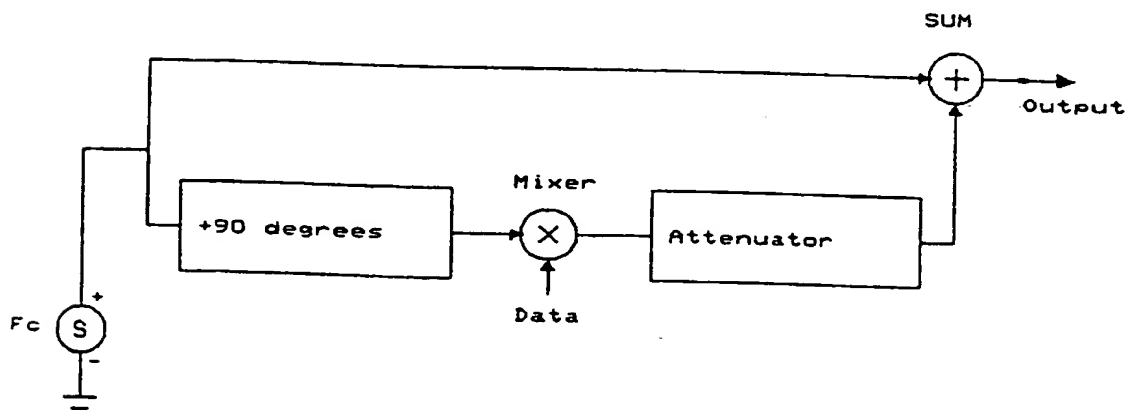 SUM
+
Output
Mixer
+90 degrees
×
Attenuator
Data
+
Fc
S
-